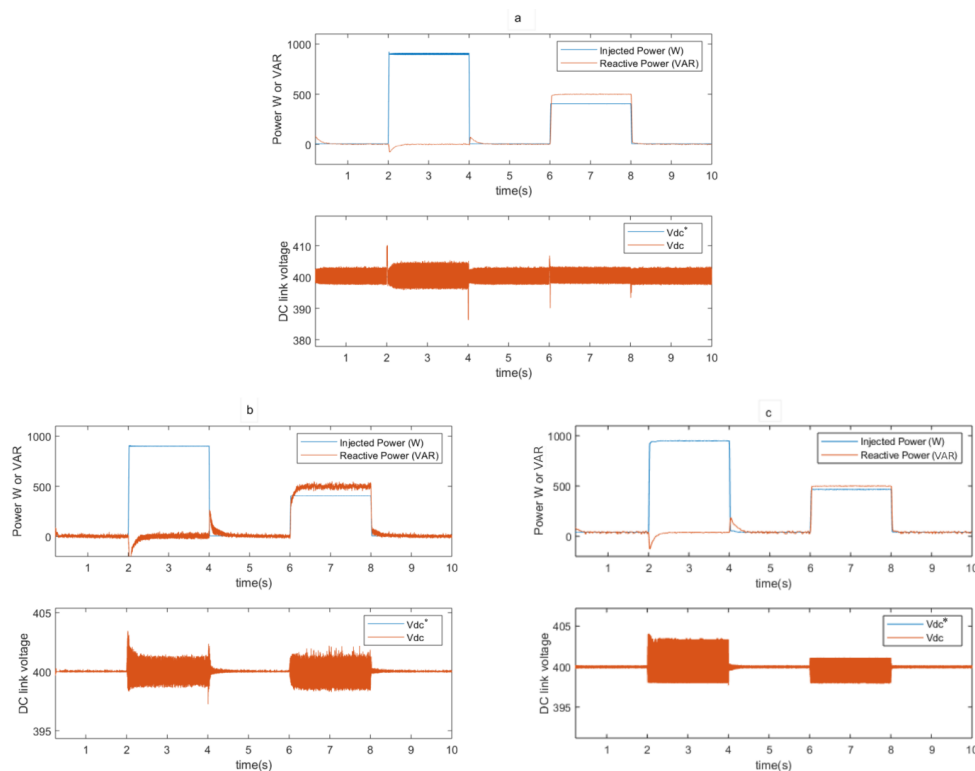 a
1000
500
0
Power W or VAR
Injected Power (W)
Reactive Power (VAR)
1 2 3 4 5 6 7 8 9 10
time(s)
410
400
390
380
DC link voltage
Vdc*
Vdc
1 2 3 4 5 6 7 8 9 10
time(s)
b
1000
500
0
Power W or VAR
Injected Power (W)
Reactive Power (VAR)
1 2 3 4 5 6 7 8 9 10
time(s)
405
400
395
DC link voltage
Vdc*
Vdc
1 2 3 4 5 6 7 8 9 10
time(s)
c
1000
500
0
Power W or VAR
Injected Power (W)
Reactive Power (VAR)
1 2 3 4 5 6 7 8 9 10
time(s)
405
400
395
DC link voltage
Vdc*
Vdc
1 2 3 4 5 6 7 8 9 10
time(s)